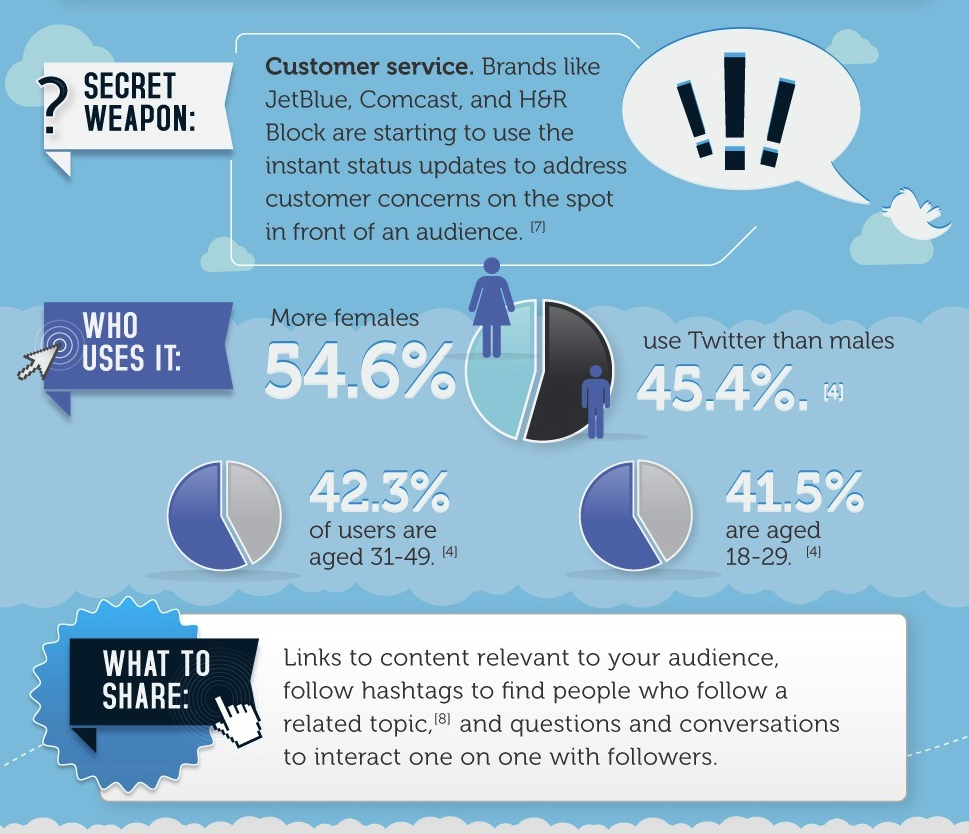 ? SECRET
WEAPON:
Customer service. Brands like
JetBlue, Comcast, and H&R
Block are starting to use the
instant status updates to address
customer concerns on the spot
in front of an audience. [7]
!!!
WHO
USES IT:
More females
54.6%
use Twitter than males
45.4%. [4]
42.3%
of users are
aged 31-49. [4]
41.5%
are aged
18-29. [4]
WHAT TO
SHARE:
Links to content relevant to your audience,
follow hashtags to find people who follow a
related topic,[8] and questions and conversations
to interact one on one with followers.